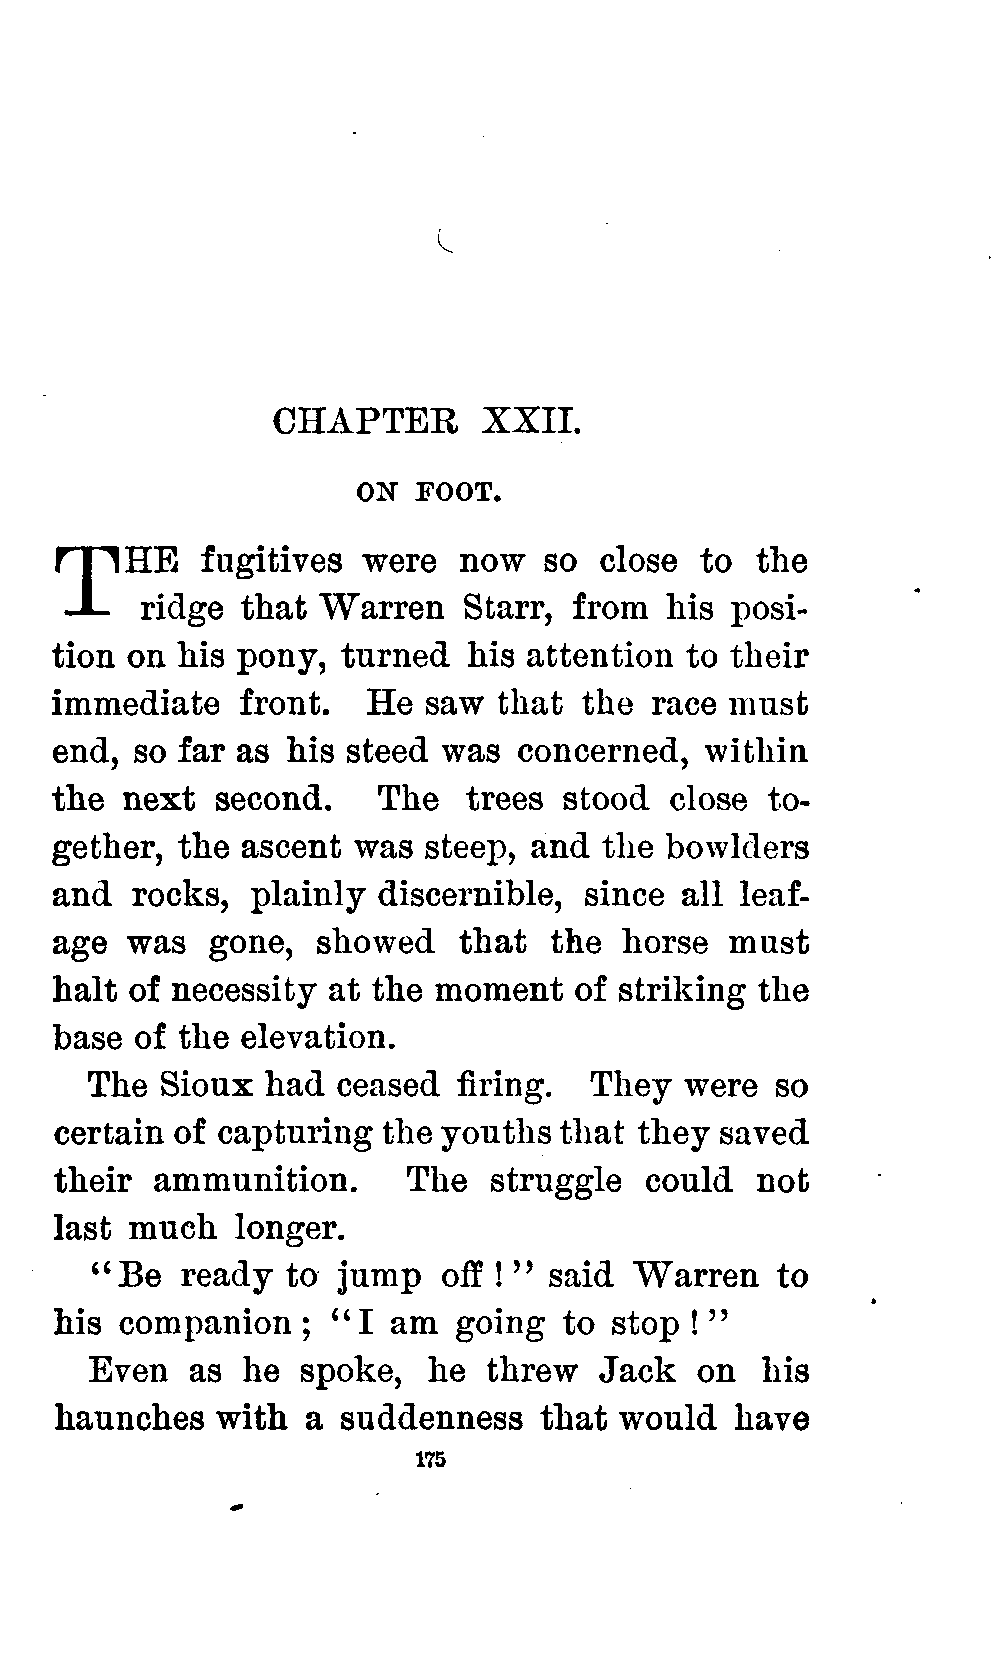 CHAPTER XXII.
ON FOOT.
THE fugitives were now so close to the
ridge that Warren Starr, from his posi-
tion on his pony, turned his attention to their
immediate front. He saw that the race must
end, so far as his steed was concerned, within
the next second. The trees stood close to-
gether, the ascent was steep, and the bowlders
and rocks, plainly discernible, since all leaf-
age was gone, showed that the horse must
halt of necessity at the moment of striking the
base of the elevation.
The Sioux had ceased firing. They were so
certain of capturing the youths that they saved
their ammunition. The struggle could not
last much longer.
“Be ready to jump off!” said Warren to
his companion; “I am going to stop!”
Even as he spoke, he threw Jack on his
haunches with a suddenness that would have
175